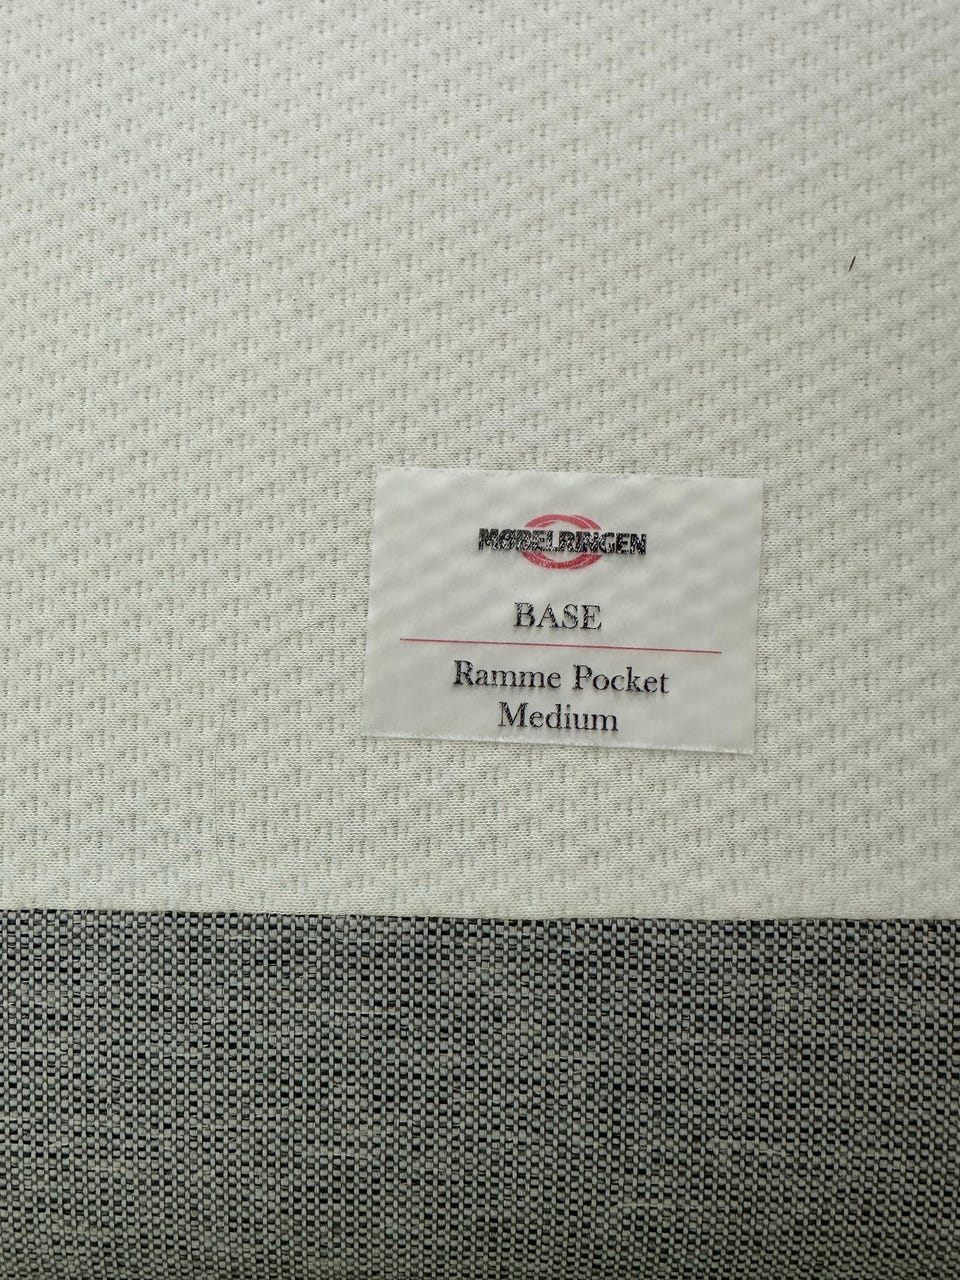 MØBELRINGEN
BASE
Ramme Pocket
Medium